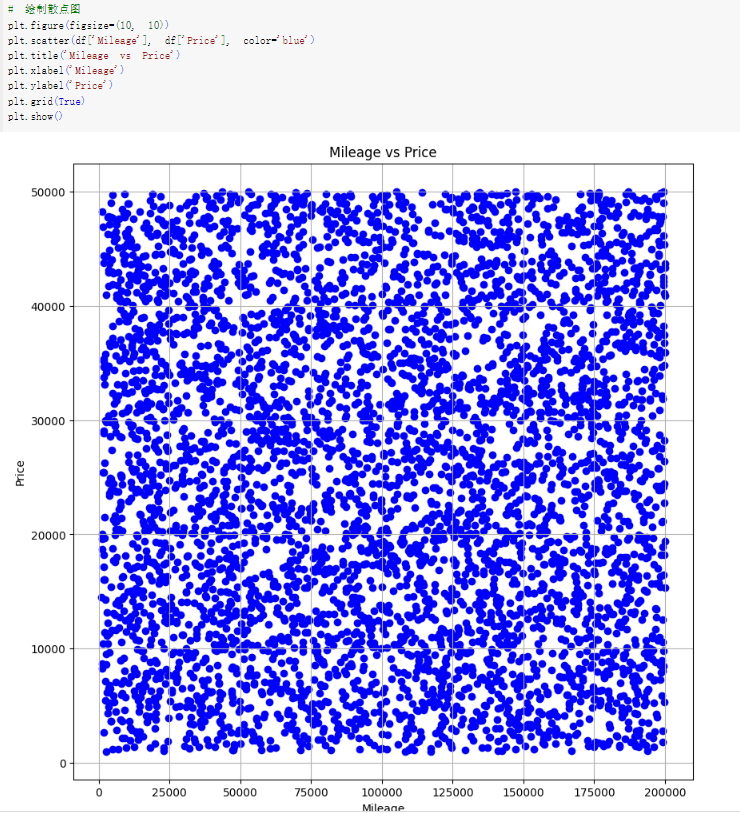 # 绘制散点图
plt.figure(figsize=(10, 10))
plt.scatter(df['Mileage'], df['Price'], color='blue')
plt.title('Mileage vs Price')
plt.xlabel('Mileage')
plt.ylabel('Price')
plt.grid(True)
plt.show()
Mileage vs Price
50000
40000
30000
20000
10000
0
Price
0 25000 50000 75000 100000 125000 150000 175000 200000
Mileage